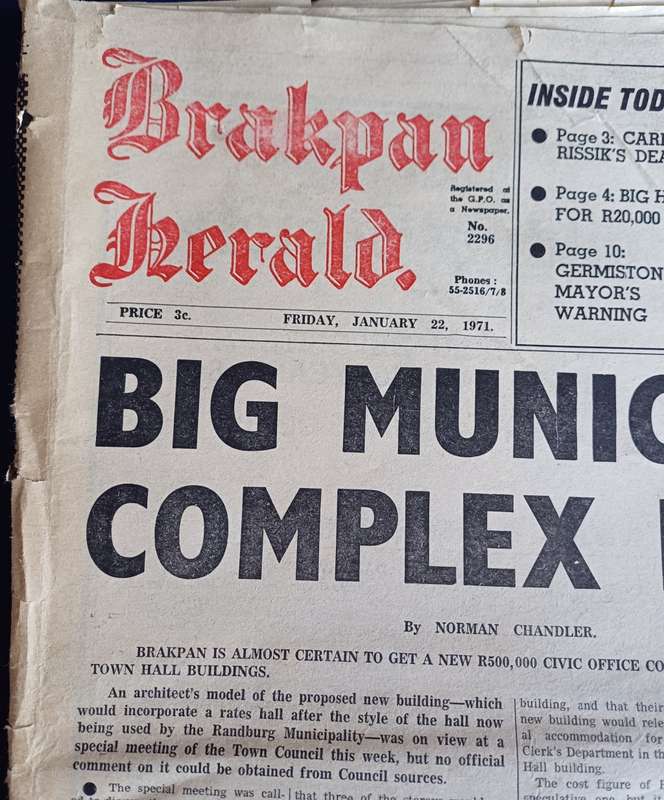 Brakpan
Herald.
Registered at
the G.P.O. as
a Newspaper.
No.
2296
Phones :
55-2516/7/8
PRICE 3c.
FRIDAY, JANUARY 22, 1971.
INSIDE TOD
● Page 3: CAR
RISSIK'S DEA
● Page 4: BIG H
FOR R20,000
● Page 10:
GERMISTON
MAYOR'S
WARNING
BIG MUNIC
COMPLEX
By NORMAN CHANDLER.
BRAKPAN IS ALMOST CERTAIN TO GET A NEW R500,000 CIVIC OFFICE CO
TOWN HALL BUILDINGS.
An architect's model of the proposed new building—which
would incorporate a rates hall after the style of the hall now
being used by the Randburg Municipality—was on view at a
special meeting of the Town Council this week, but no official
comment on it could be obtained from Council sources.
● The special meeting was call-
that three of the
building, and that their
new building would rele
al accommodation for
Clerk's Department in th
Hall building.
The cost figure of